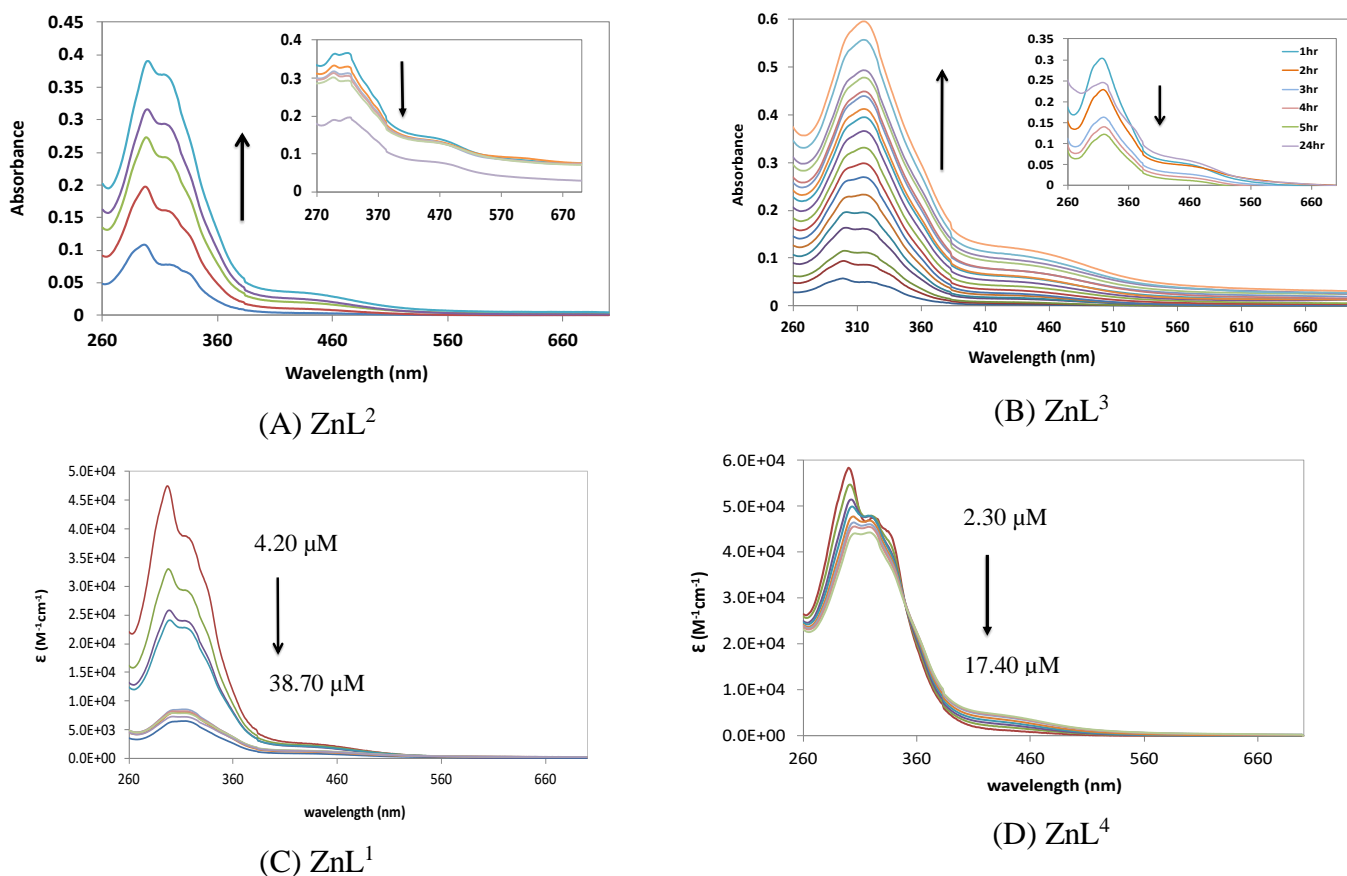 0.45
0.4
0.35
0.3
0.25
0.2
0.15
0.1
0.05
0
Absorbance
260
360
460
560
660
Wavelength (nm)
0.4
0.3
0.2
0.1
0
270
370
470
570
670
(A) ZnL²
0.6
0.5
0.4
0.3
0.2
0.1
0
Absorbance
260
310
360
410
460
510
560
610
660
Wavelength (nm)
0.35
0.3
0.25
0.2
0.15
0.1
0.05
0
260
360
460
560
660
1hr
2hr
3hr
4hr
5hr
24hr
(B) ZnL³
5.0E+04
4.5E+04
4.0E+04
3.5E+04
3.0E+04
2.5E+04
2.0E+04
1.5E+04
1.0E+04
5.0E+03
0.0E+00
ε (M⁻¹cm⁻¹)
260
360
460
560
660
wavelength (nm)
4.20 µM
38.70 µM
(C) ZnL¹
6.0E+04
5.0E+04
4.0E+04
3.0E+04
2.0E+04
1.0E+04
0.0E+00
ε (M⁻¹cm⁻¹)
260
360
460
560
660
wavelength (nm)
2.30 µM
17.40 µM
(D) ZnL⁴